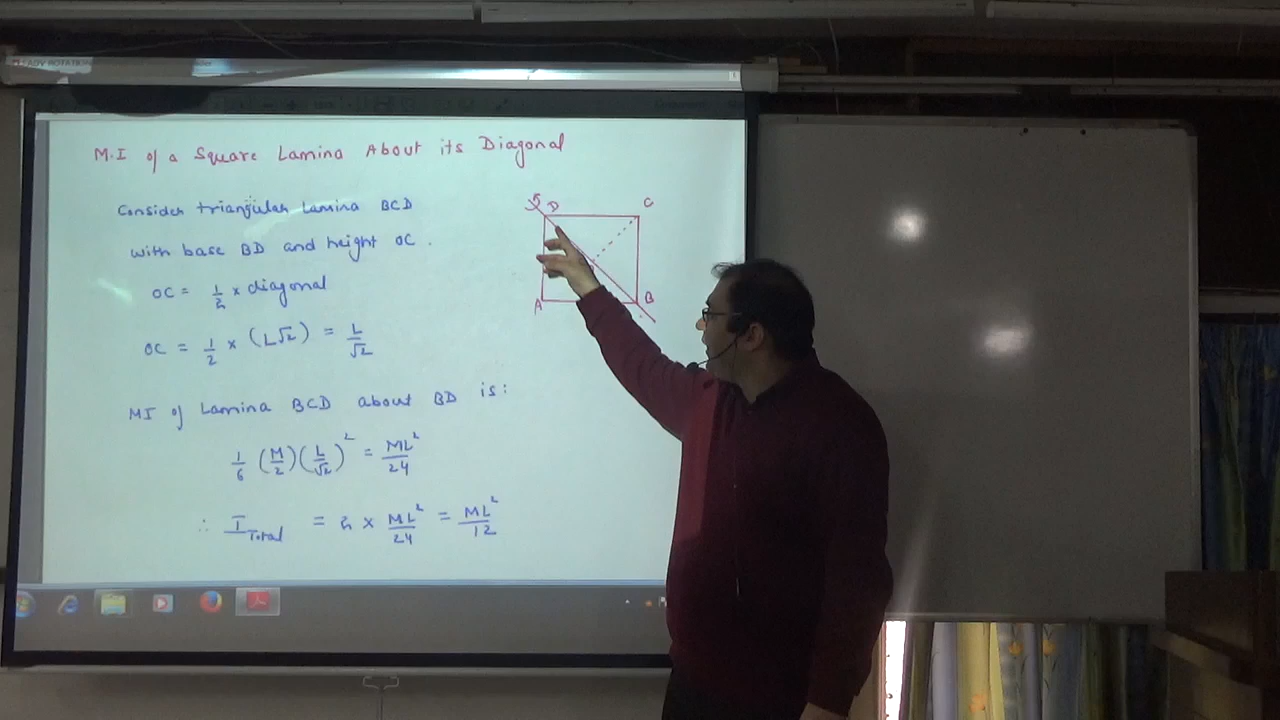 M.I of a Square Lamina About its Diagonal
Consider triangular Lamina BCD
with base BD and height OC.
OC = 1/2 × diagonal
OC = 1/2 × (L√2) = L/√2
MI of Lamina BCD about BD is:
1/6 (M/2)(L/√2)² = ML²/24
∴ I Total = 2 × ML²/24 = ML²/12
D C
A B